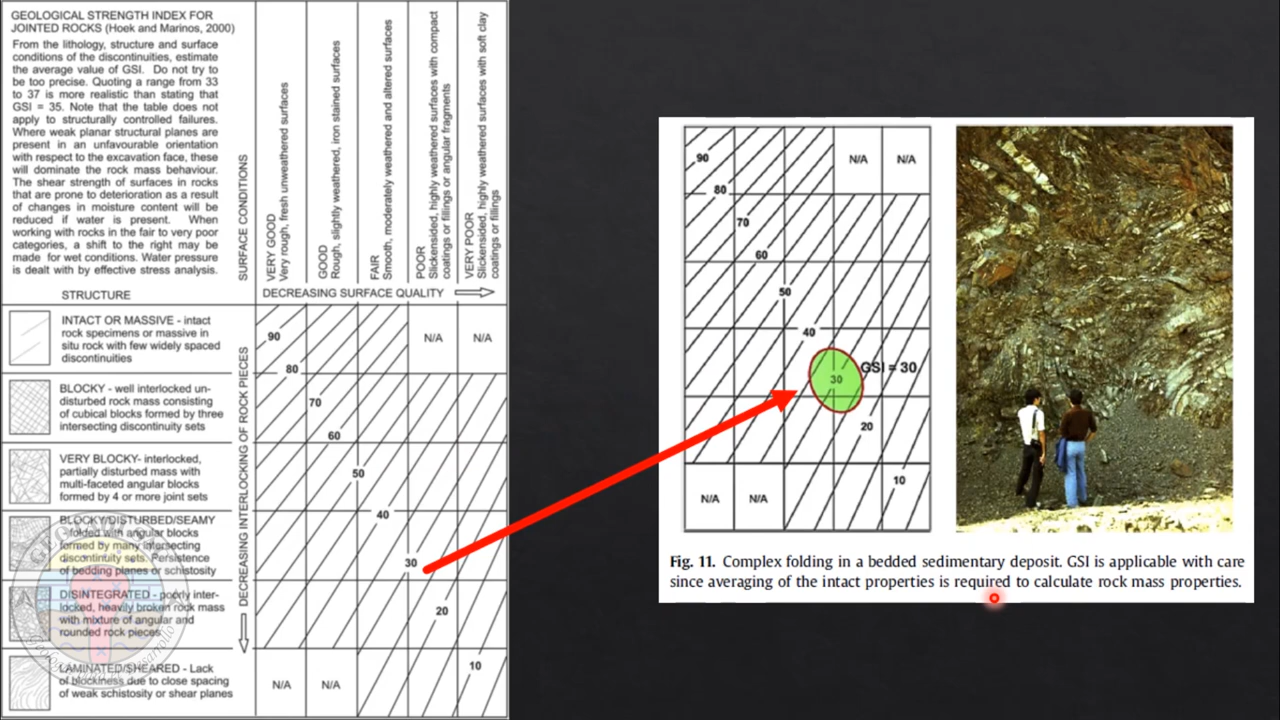 GEOLOGICAL STRENGTH INDEX FOR
JOINTED ROCKS (Hoek and Marinos, 2000)
From the lithology, structure and surface
conditions of the discontinuities, estimate
the average value of GSI. Do not try to
be too precise. Quoting a range from 33
to 37 is more realistic than stating that
GSI = 35. Note that the table does not
apply to structurally controlled failures.
Where weak planar structural planes are
present in an unfavourable orientation
with respect to the excavation face, these
will dominate the rock mass behaviour.
The shear strength of surfaces in rocks
that are prone to deterioration as a result
of changes in moisture content will be
reduced if water is present. When
working with rocks in the fair to very poor
categories, a shift to the right may be
made for wet conditions. Water pressure
is dealt with by effective stress analysis.
SURFACE CONDITIONS
VERY GOOD
Very rough, fresh unweathered surfaces
GOOD
Rough, slightly weathered, iron stained surfaces
FAIR
Smooth, moderately weathered and altered surfaces
POOR
Slickensided, highly weathered surfaces with compact
coatings or fillings or angular fragments
VERY POOR
Slickensided, highly weathered surfaces with soft clay
coatings or fillings
STRUCTURE
DECREASING SURFACE QUALITY
DECREASING INTERLOCKING OF ROCK PIECES
INTACT OR MASSIVE - intact
rock specimens or massive in
situ rock with few widely spaced
discontinuities
BLOCKY - well interlocked un-
disturbed rock mass consisting
of cubical blocks formed by three
intersecting discontinuity sets
VERY BLOCKY- interlocked,
partially disturbed mass with
multi-faceted angular blocks
formed by 4 or more joint sets
BLOCKY/DISTURBED/SEAMY
- folded with angular blocks
formed by many intersecting
discontinuity sets. Persistence
of bedding planes or schistosity
DISINTEGRATED - poorly inter-
locked, heavily broken rock mass
with mixture of angular and
rounded rock pieces
LAMINATED/SHEARED - Lack
of blockiness due to close spacing
of weak schistosity or shear planes
90
N/A
N/A
80
70
60
50
40
30
20
10
N/A
N/A
90
N/A
N/A
80
70
60
50
40
GSI = 30
30
20
10
N/A
N/A
Fig. 11. Complex folding in a bedded sedimentary deposit. GSI is applicable with care
since averaging of the intact properties is required to calculate rock mass properties.